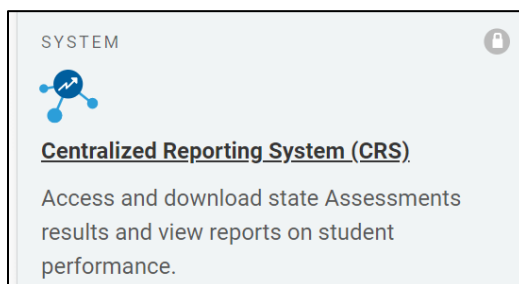 SYSTEM
Centralized Reporting System (CRS)
Access and download state Assessments
results and view reports on student
performance.